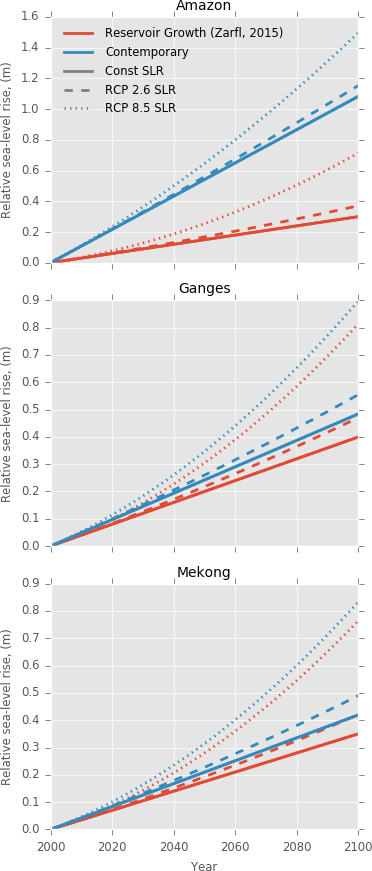 Amazon
1.6
1.4
1.2
1.0
0.8
0.6
0.4
0.2
0.0
Relative sea-level rise, (m)
Reservoir Growth (Zarfl, 2015)
Contemporary
Const SLR
RCP 2.6 SLR
RCP 8.5 SLR
Ganges
0.9
0.8
0.7
0.6
0.5
0.4
0.3
0.2
0.1
0.0
Relative sea-level rise, (m)
Mekong
0.9
0.8
0.7
0.6
0.5
0.4
0.3
0.2
0.1
0.0
Relative sea-level rise, (m)
2000 2020 2040 2060 2080 2100
Year